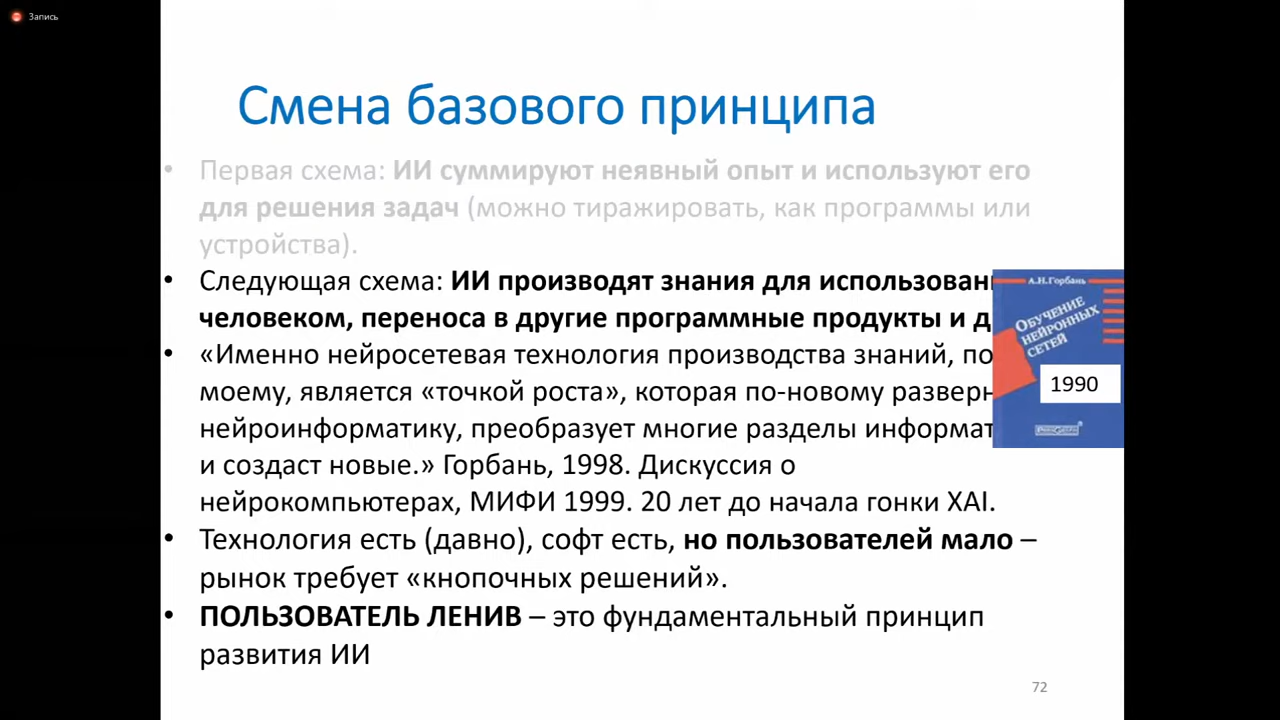 Запись
Смена базового принципа
• Первая схема: ИИ суммируют неявный опыт и используют его
для решения задач (можно тиражировать, как программы или
устройства).
• Следующая схема: ИИ производят знания для использован
человеком, переноса в другие программные продукты и д
• «Именно нейросетевая технология производства знаний, по
моему, является «точкой роста», которая по-новому разверн
нейроинформатику, преобразует многие разделы информат
и создаст новые.» Горбань, 1998. Дискуссия о
нейрокомпьютерах, МИФИ 1999. 20 лет до начала гонки XAI.
• Технология есть (давно), софт есть, но пользователей мало –
рынок требует «кнопочных решений».
• ПОЛЬЗОВАТЕЛЬ ЛЕНИВ – это фундаментальный принцип
развития ИИ
А.Н.Горбань
ОБУЧЕНИЕ
НЕЙРОННЫХ
СЕТЕЙ
1990
72